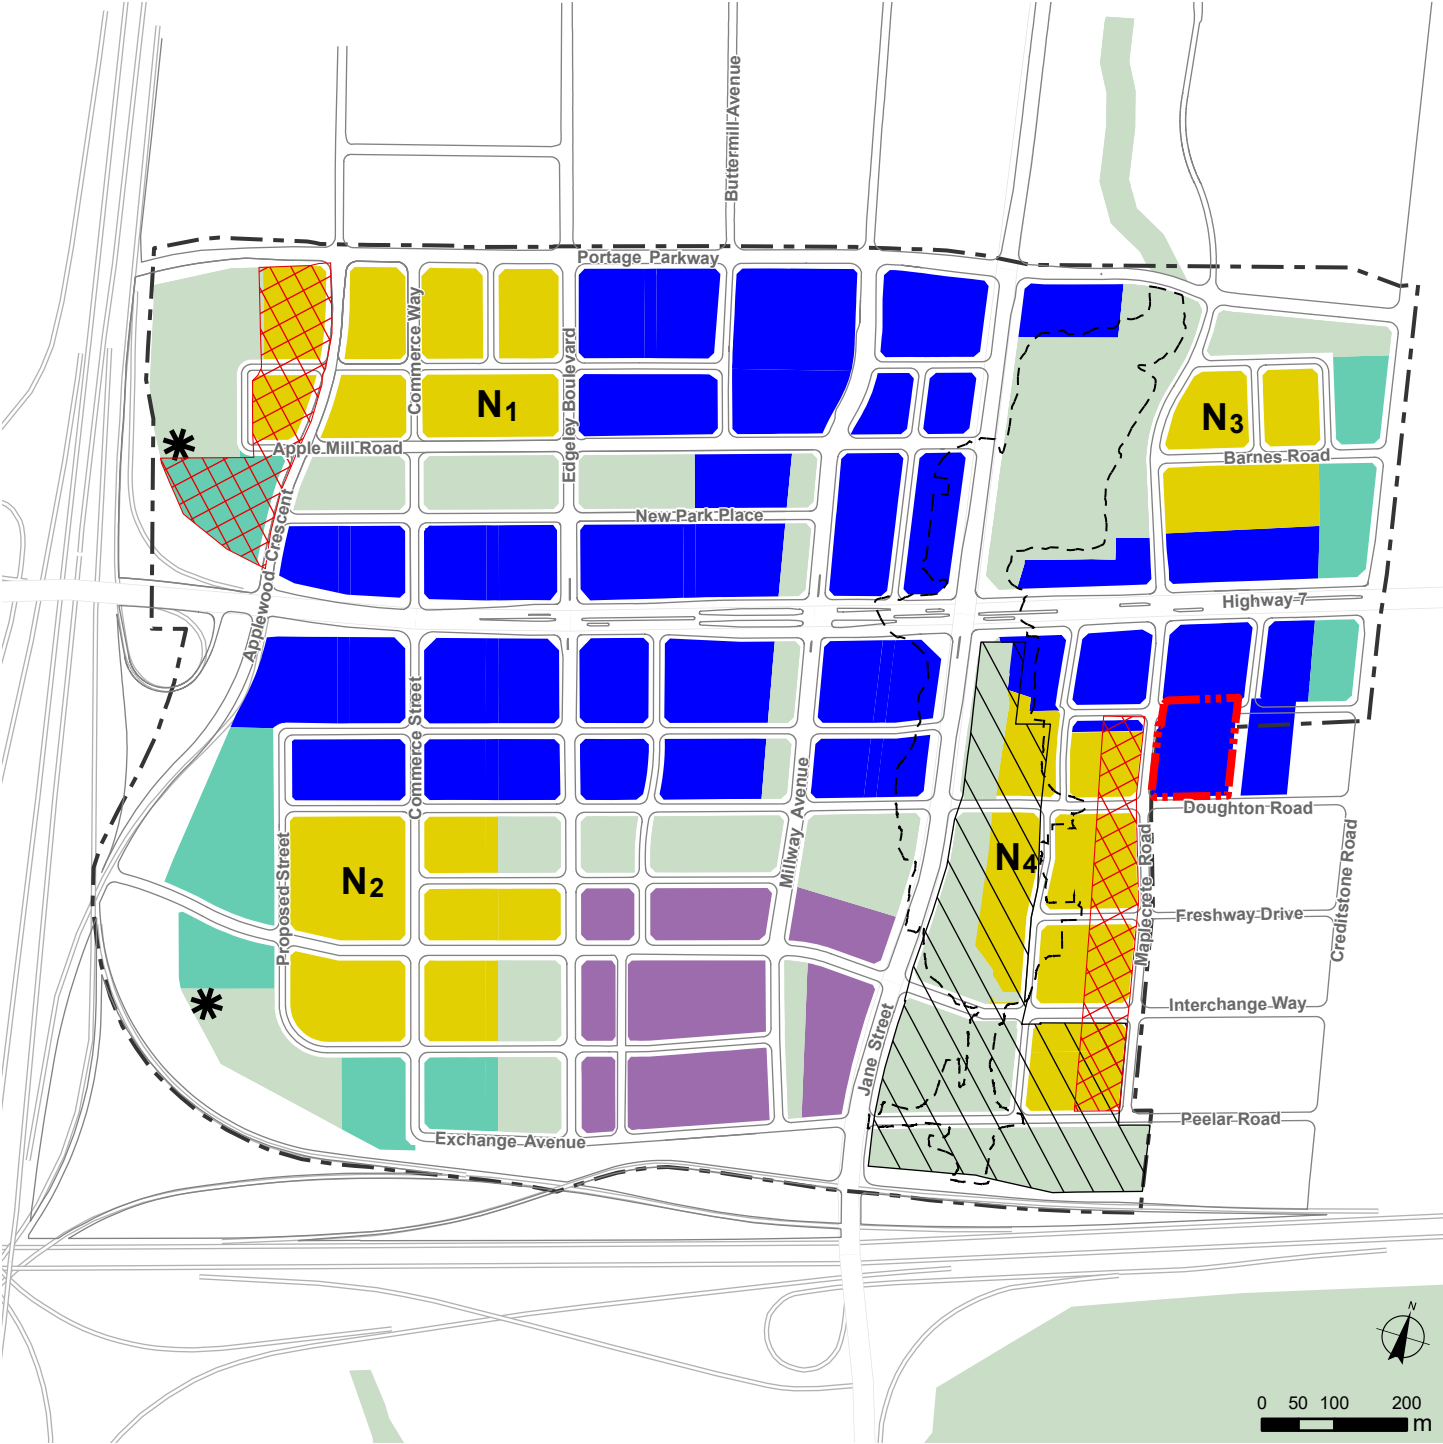 Buttermill Avenue
Portage Parkway
Commerce Way
Edgeley Boulevard
N1
N3
Apple Mill Road
Barnes Road
New Park Place
Applewood Crescent
Highway 7
Commerce Street
Millway Avenue
Doughton Road
Proposed Street
N2
N4
Maplecrete Road
Creditstone Road
Freshway Drive
Interchange Way
Jane Street
Peelar Road
Exchange Avenue
N
0 50 100 200
m